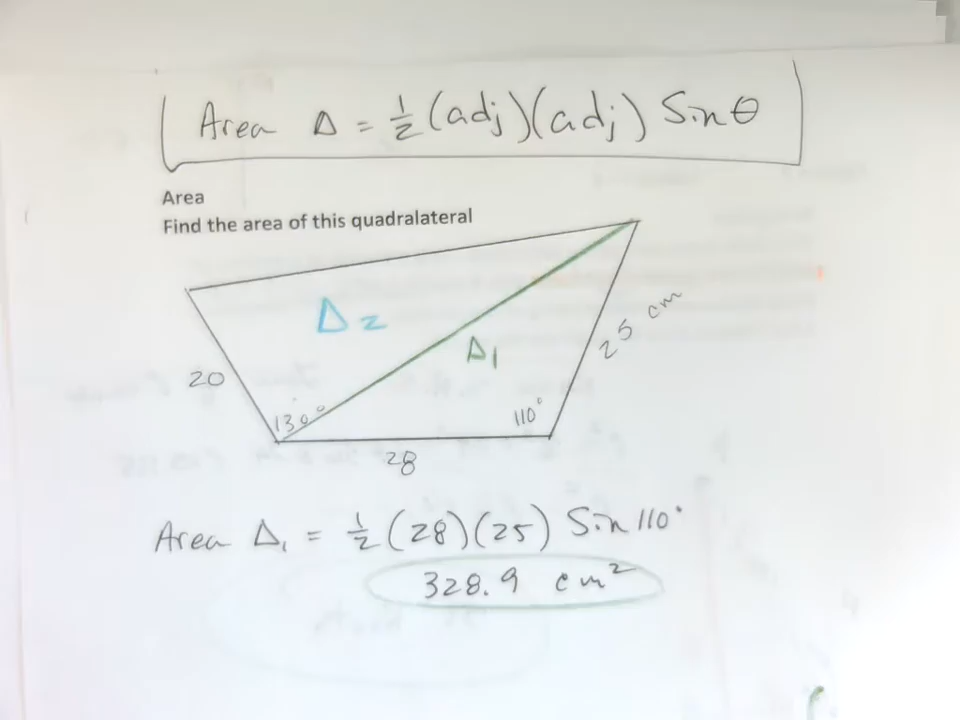 Area Δ = 1/2 (adj)(adj) Sin θ
Area
Find the area of this quadralateral
Δ2
Δ1
25 cm
20
130°
110°
28
Area Δ1 = 1/2 (28)(25) Sin 110°
328.9 cm²